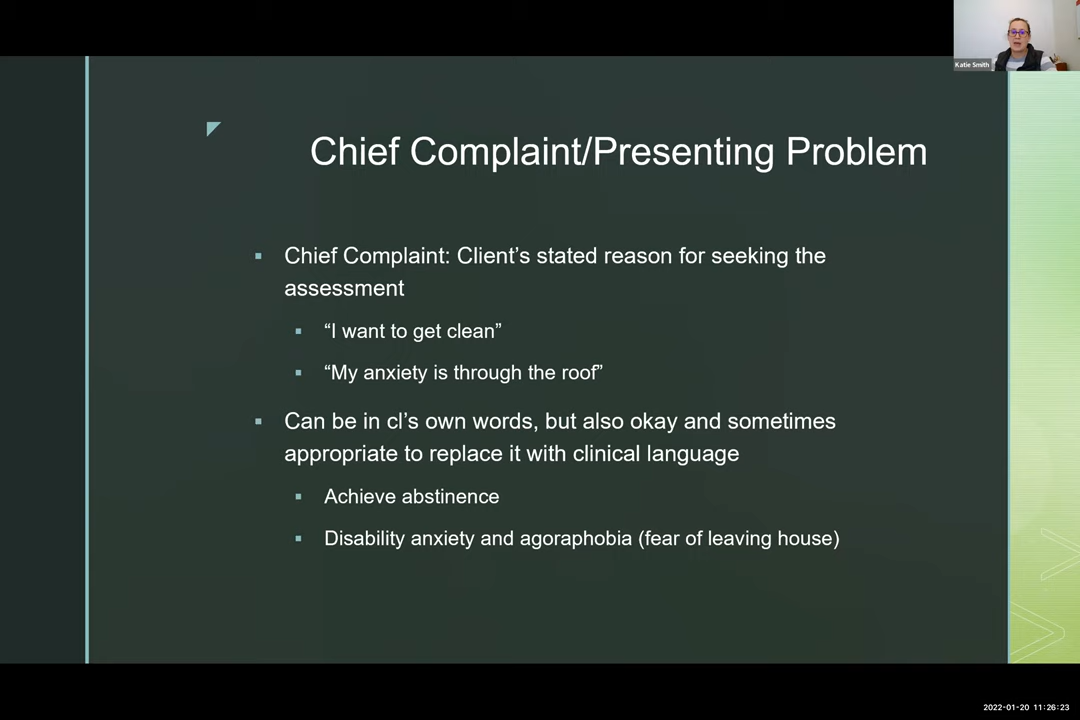 Katie Smith
Chief Complaint/Presenting Problem
Chief Complaint: Client’s stated reason for seeking the
assessment
“I want to get clean”
“My anxiety is through the roof”
Can be in cl’s own words, but also okay and sometimes
appropriate to replace it with clinical language
Achieve abstinence
Disability anxiety and agoraphobia (fear of leaving house)
2022-01-20 11:26:23